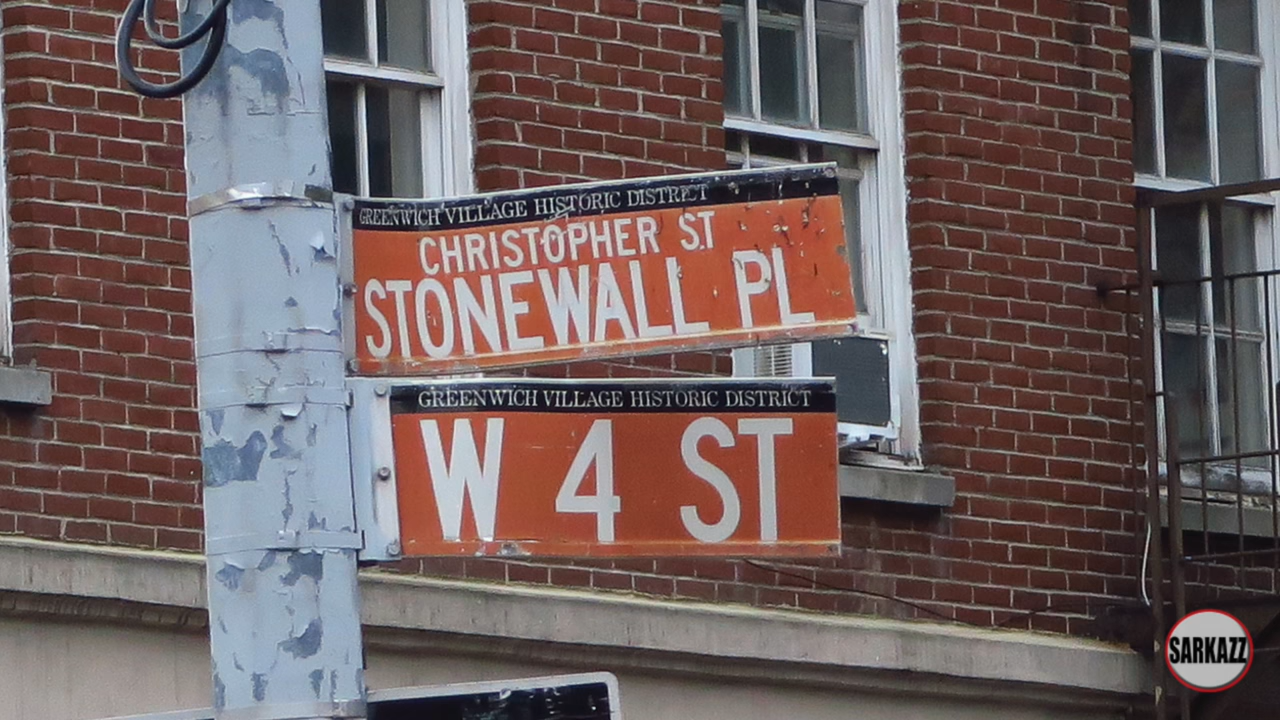 GREENWICH VILLAGE HISTORIC DISTRICT
CHRISTOPHER ST
STONEWALL PL
GREENWICH VILLAGE HISTORIC DISTRICT
W 4 ST
SARKAZZ